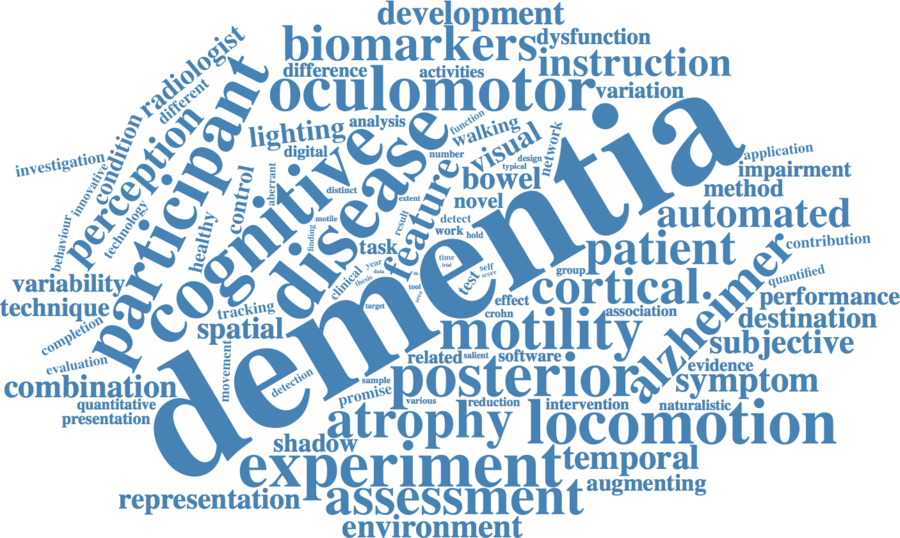 development
biomarkers
dysfunction
radiologist
difference
activities
instruction
different
oculomotor
variation
participant
condition
lighting
analysis
function
walking
network
investigation
innovative
perception
digital
cognitive
disease
number
visual
design
typical
application
technology
aberrant
distinct
feature
bowel
impairment
method
behaviour
healthy
control
motile
extent
novel
dementia
automated
finding
result
detect
work
hold
task
patient
contribution
variability
technique
clinical
year
thesis
data
time
trial
test
self
score
group
cortical
alzheimer
quantified
tool
area
performance
completion
tracking
spatial
target
crohn
effect
association
destination
motility
subjective
evaluation
movement
detection
related
salient
software
evidence
combination
sample
promise
posterior
symptom
quantitative
presentation
various
reduction
intervention
naturalistic
atrophy
locomotion
shadow
experiment
temporal
representation
assessment
augmenting
environment